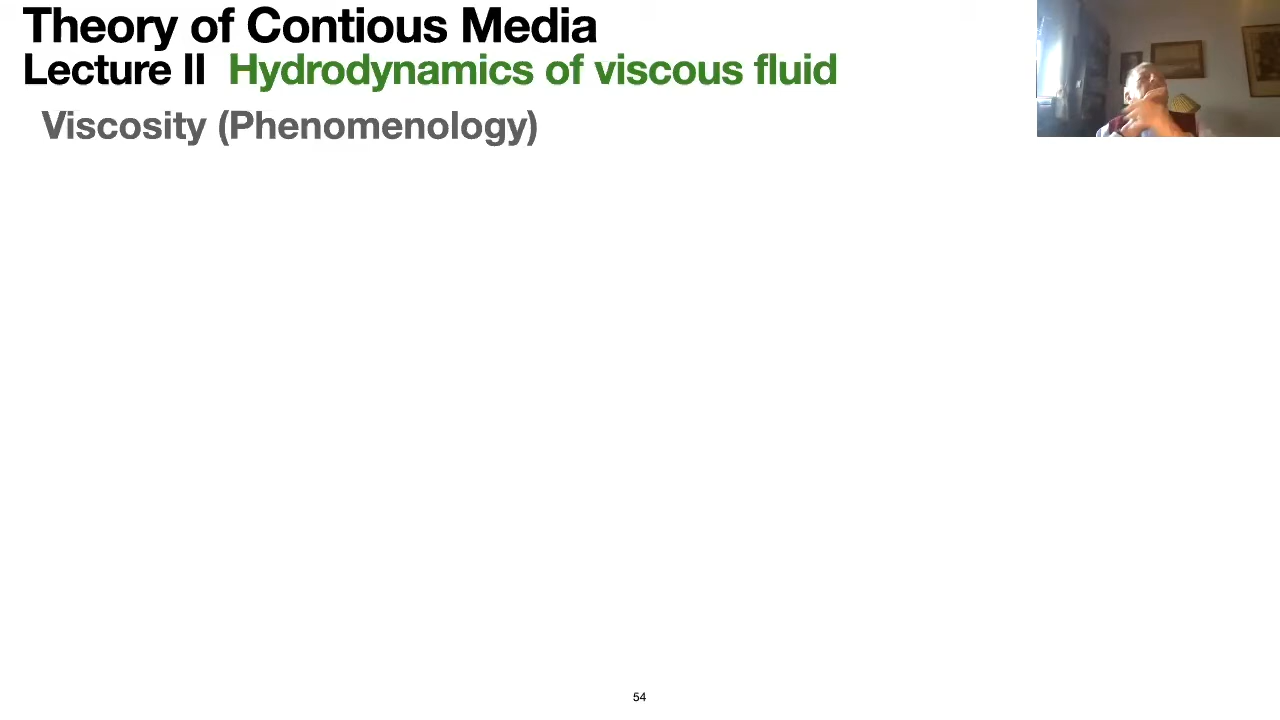 Theory of Contious Media
Lecture II Hydrodynamics of viscous fluid
Viscosity (Phenomenology)
54